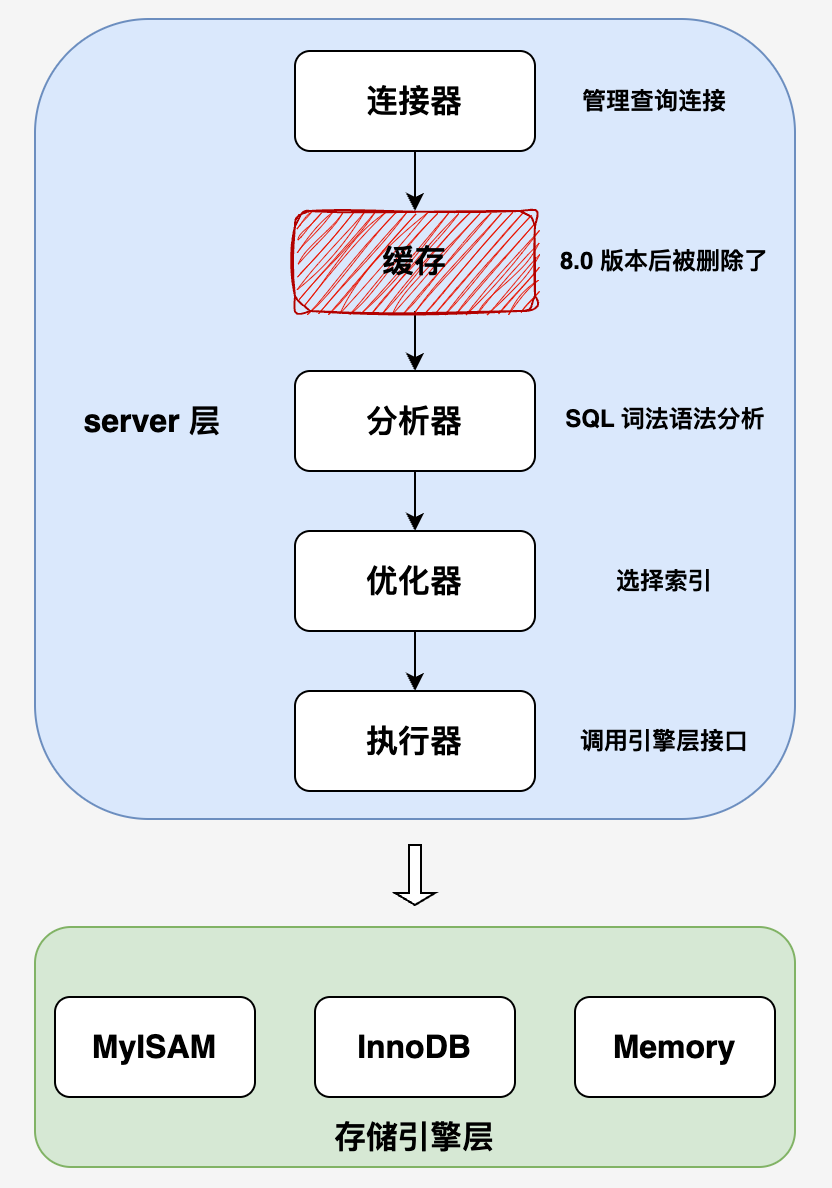 连接器
管理查询连接
缓存
8.0 版本后被删除了
server 层
分析器
SQL 词法语法分析
优化器
选择索引
执行器
调用引擎层接口
MyISAM
InnoDB
Memory
存储引擎层